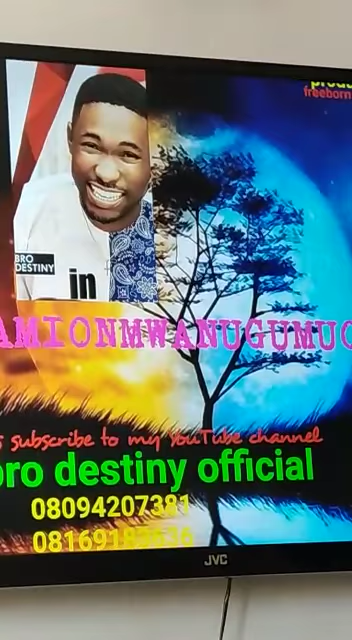 freeborn
BRO
DESTINY
in
AMIONMWANUGUMUO
subscribe to my YouTube channel
bro destiny official
08094207381
JVC